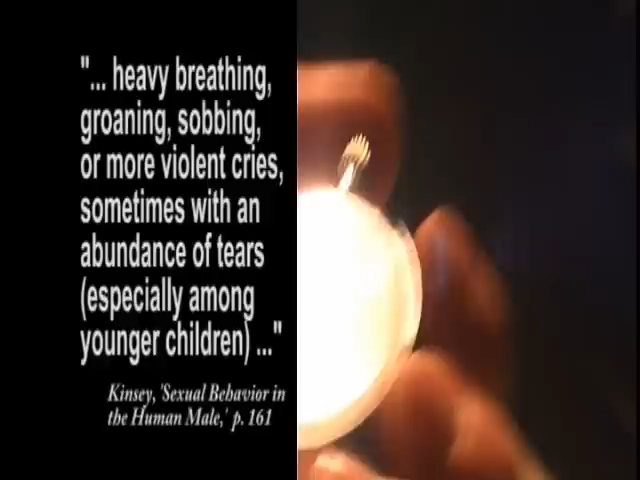 "... heavy breathing,
groaning, sobbing,
or more violent cries,
sometimes with an
abundance of tears
(especially among
younger children) ..."
Kinsey, 'Sexual Behavior in
the Human Male,' p. 161